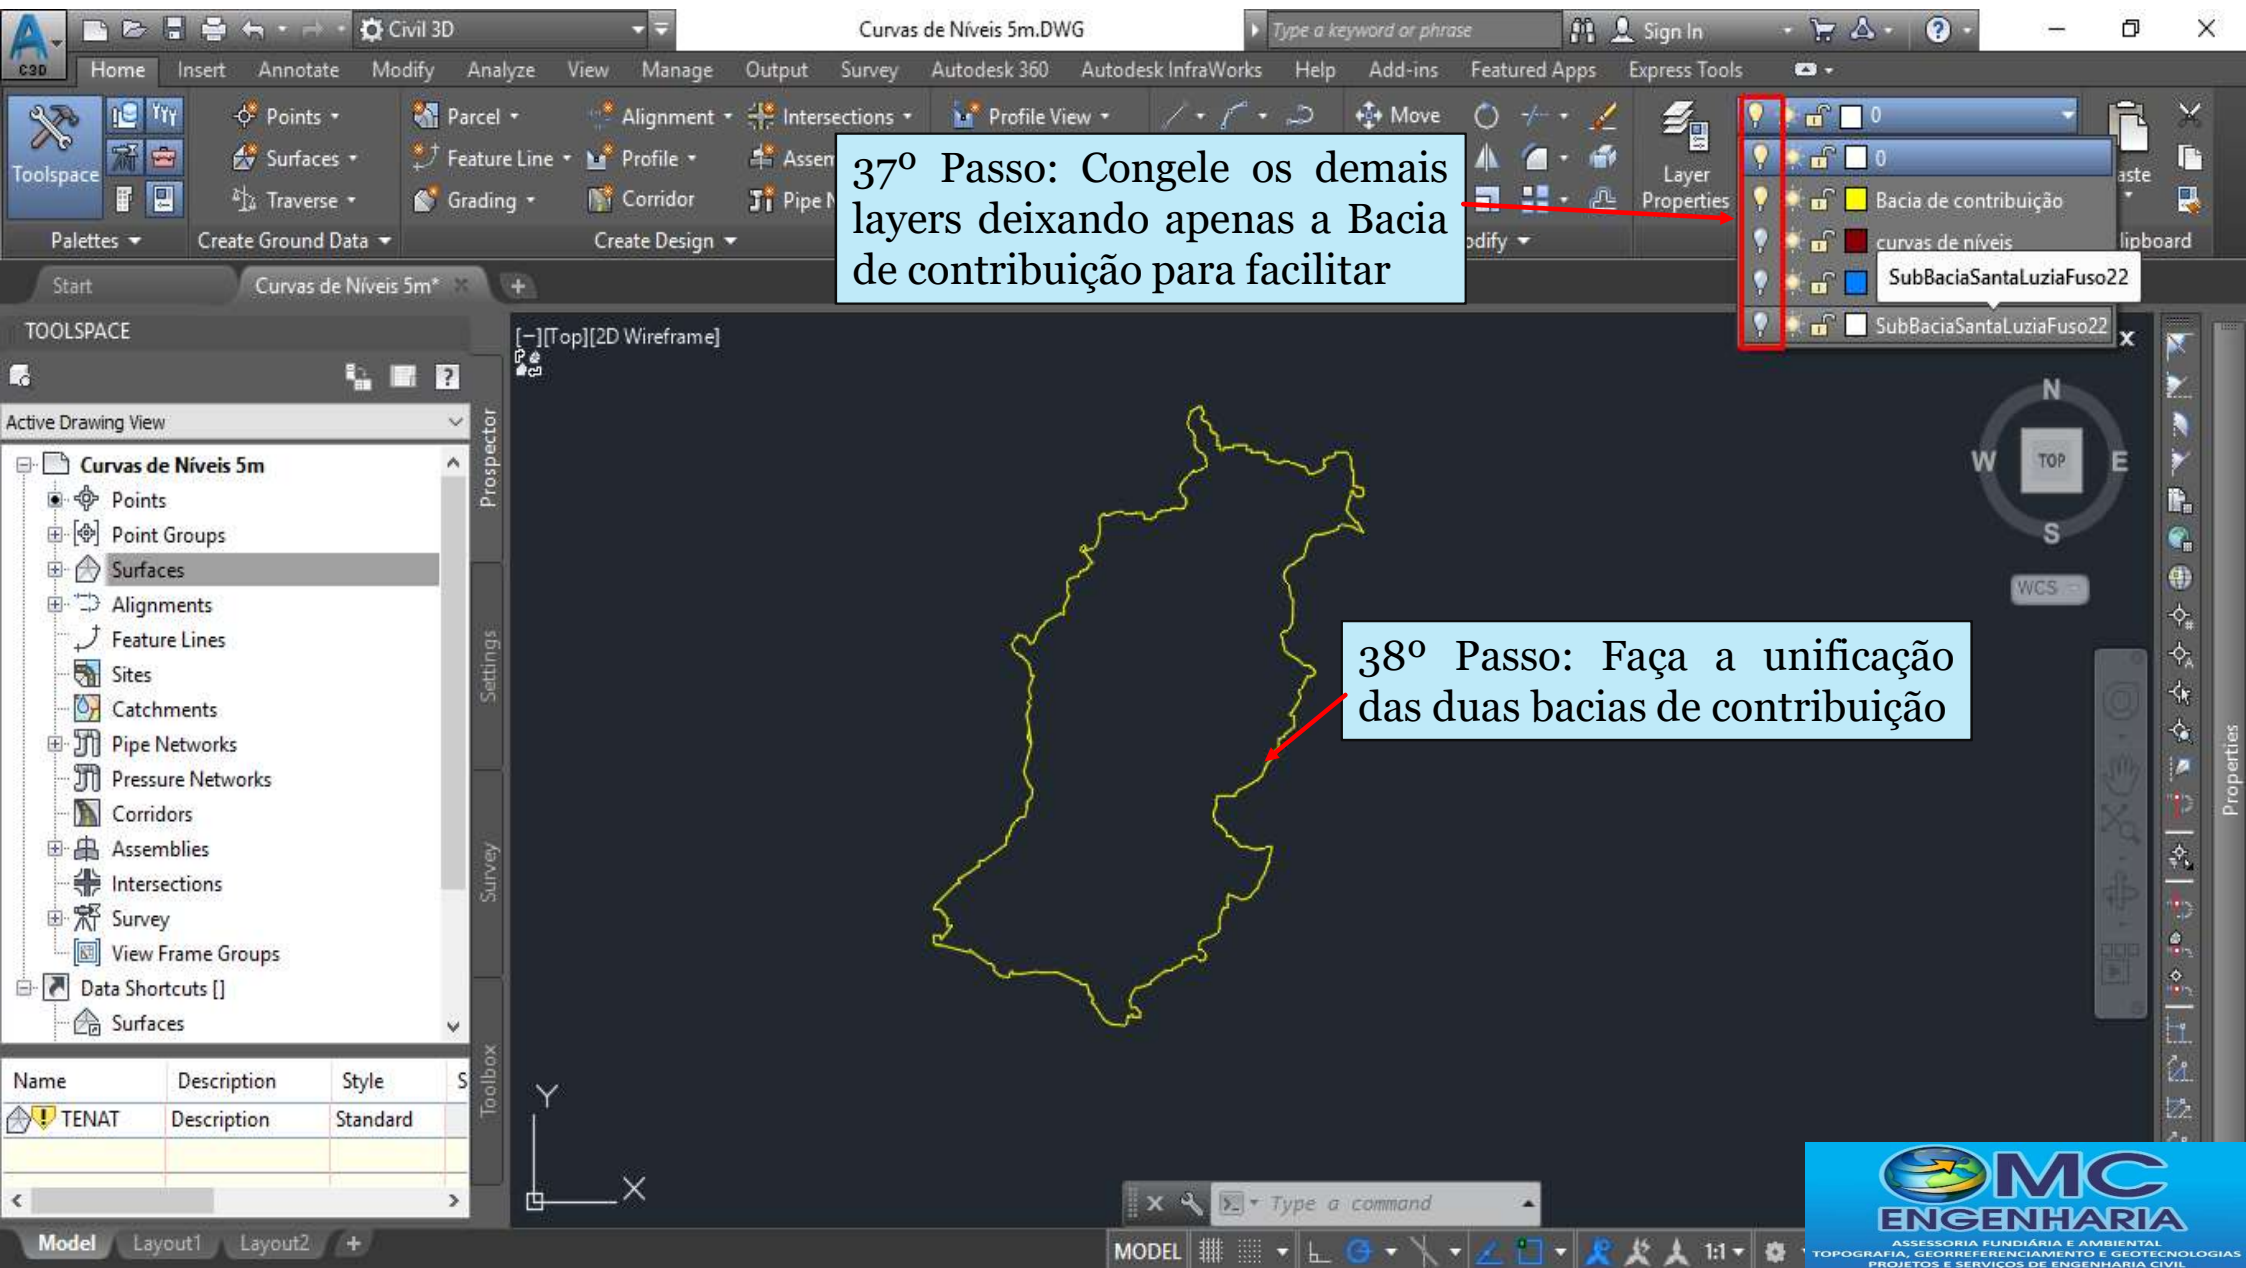 Civil 3D
Curvas de Níveis 5m.DWG
Type a keyword or phrase
Sign In
C3D
Home Insert Annotate Modify Analyze View Manage Output Survey Autodesk 360 Autodesk InfraWorks Help Add-ins Featured Apps Express Tools
Toolspace
Points
Surfaces
Traverse
Parcel
Feature Line
Grading
Alignment
Profile
Corridor
Intersections
Assem
Pipe N
Profile View
Move
Layer
Properties
0
0
Bacia de contribuição
curvas de níveis
SubBaciaSantaLuziaFuso22
SubBaciaSantaLuziaFuso22
aste
Palettes
Create Ground Data
Create Design
odify
lipboard
37º Passo: Congele os demais
layers deixando apenas a Bacia
de contribuição para facilitar
Start
Curvas de Níveis 5m*
TOOLSPACE
[−][Top][2D Wireframe]
Active Drawing View
Curvas de Níveis 5m
Points
Point Groups
Surfaces
Alignments
Feature Lines
Sites
Catchments
Pipe Networks
Pressure Networks
Corridors
Assemblies
Intersections
Survey
View Frame Groups
Data Shortcuts []
Surfaces
Prospector
Settings
Survey
Toolbox
N
W TOP E
S
WCS
38º Passo: Faça a unificação
das duas bacias de contribuição
Properties
Name Description Style S
TENAT Description Standard
Y
X
Type a command
Model Layout1 Layout2 +
MODEL
1:1
MC
ENGENHARIA
ASSESSORIA FUNDIÁRIA E AMBIENTAL
TOPOGRAFIA, GEORREFERENCIAMENTO E GEOTECNOLOGIAS
PROJETOS E SERVIÇOS DE ENGENHARIA CIVIL